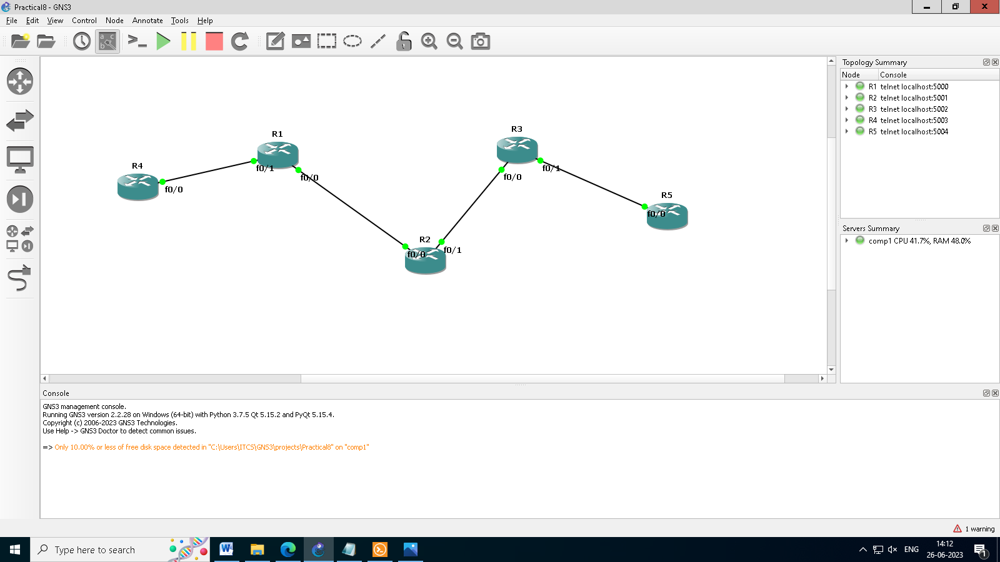 Practical8 - GNS3
File Edit View Control Node Annotate Tools Help
R4
f0/0
R1
f0/1
f0/0
R2
f0/0
f0/1
R3
f0/0
f0/1
R5
f0/0
Topology Summary
Node Console
R1 telnet localhost:5000
R2 telnet localhost:5001
R3 telnet localhost:5002
R4 telnet localhost:5003
R5 telnet localhost:5004
Servers Summary
comp1 CPU 41.7%, RAM 48.0%
Console
GNS3 management console.
Running GNS3 version 2.2.28 on Windows (64-bit) with Python 3.7.5 Qt 5.15.2 and PyQt 5.15.4.
Copyright (c) 2006-2023 GNS3 Technologies.
Use Help -> GNS3 Doctor to detect common issues.
=> Only 10.00% or less of free disk space detected in "C:\Users\ITCS\GNS3\projects\Practical8" on "comp1"
1 warning
Type here to search
ENG
14:12
26-06-2023
1